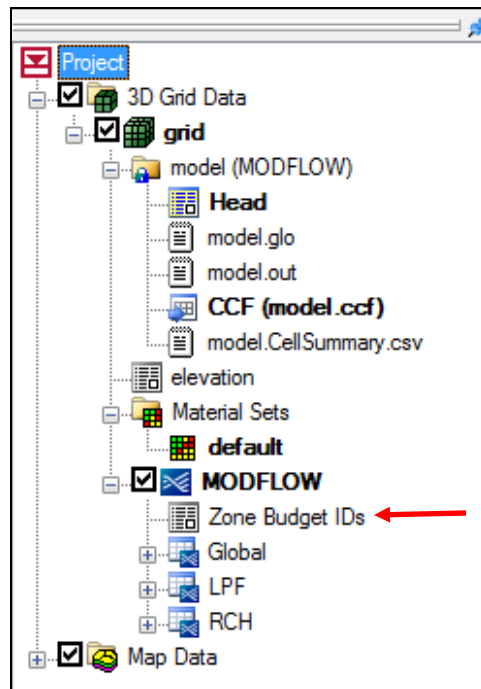 Project
3D Grid Data
grid
model (MODFLOW)
Head
model.glo
model.out
CCF (model.ccf)
model.CellSummary.csv
elevation
Material Sets
default
MODFLOW
Zone Budget IDs
Global
LPF
RCH
Map Data